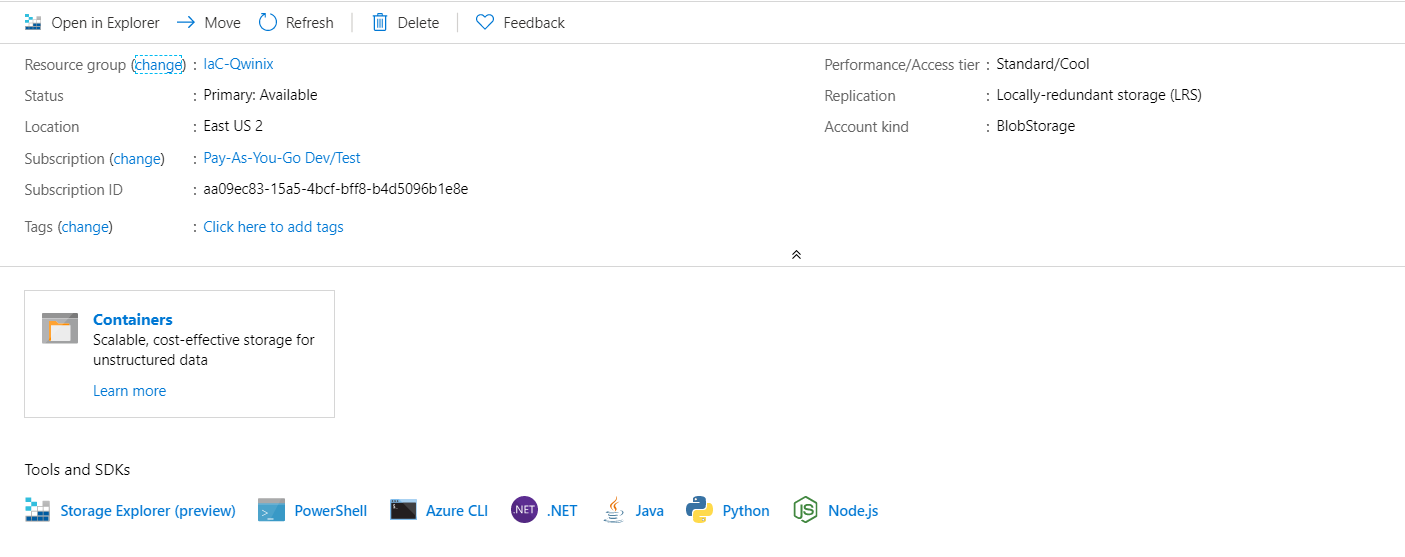 Open in Explorer Move Refresh Delete Feedback
Resource group (change) : IaC-Qwinix
Status : Primary: Available
Location : East US 2
Subscription (change) : Pay-As-You-Go Dev/Test
Subscription ID : aa09ec83-15a5-4bcf-bff8-b4d5096b1e8e
Tags (change) : Click here to add tags
Performance/Access tier : Standard/Cool
Replication : Locally-redundant storage (LRS)
Account kind : BlobStorage
Containers
Scalable, cost-effective storage for
unstructured data
Learn more
Tools and SDKs
Storage Explorer (preview) PowerShell Azure CLI .NET .NET Java Python JS Node.js